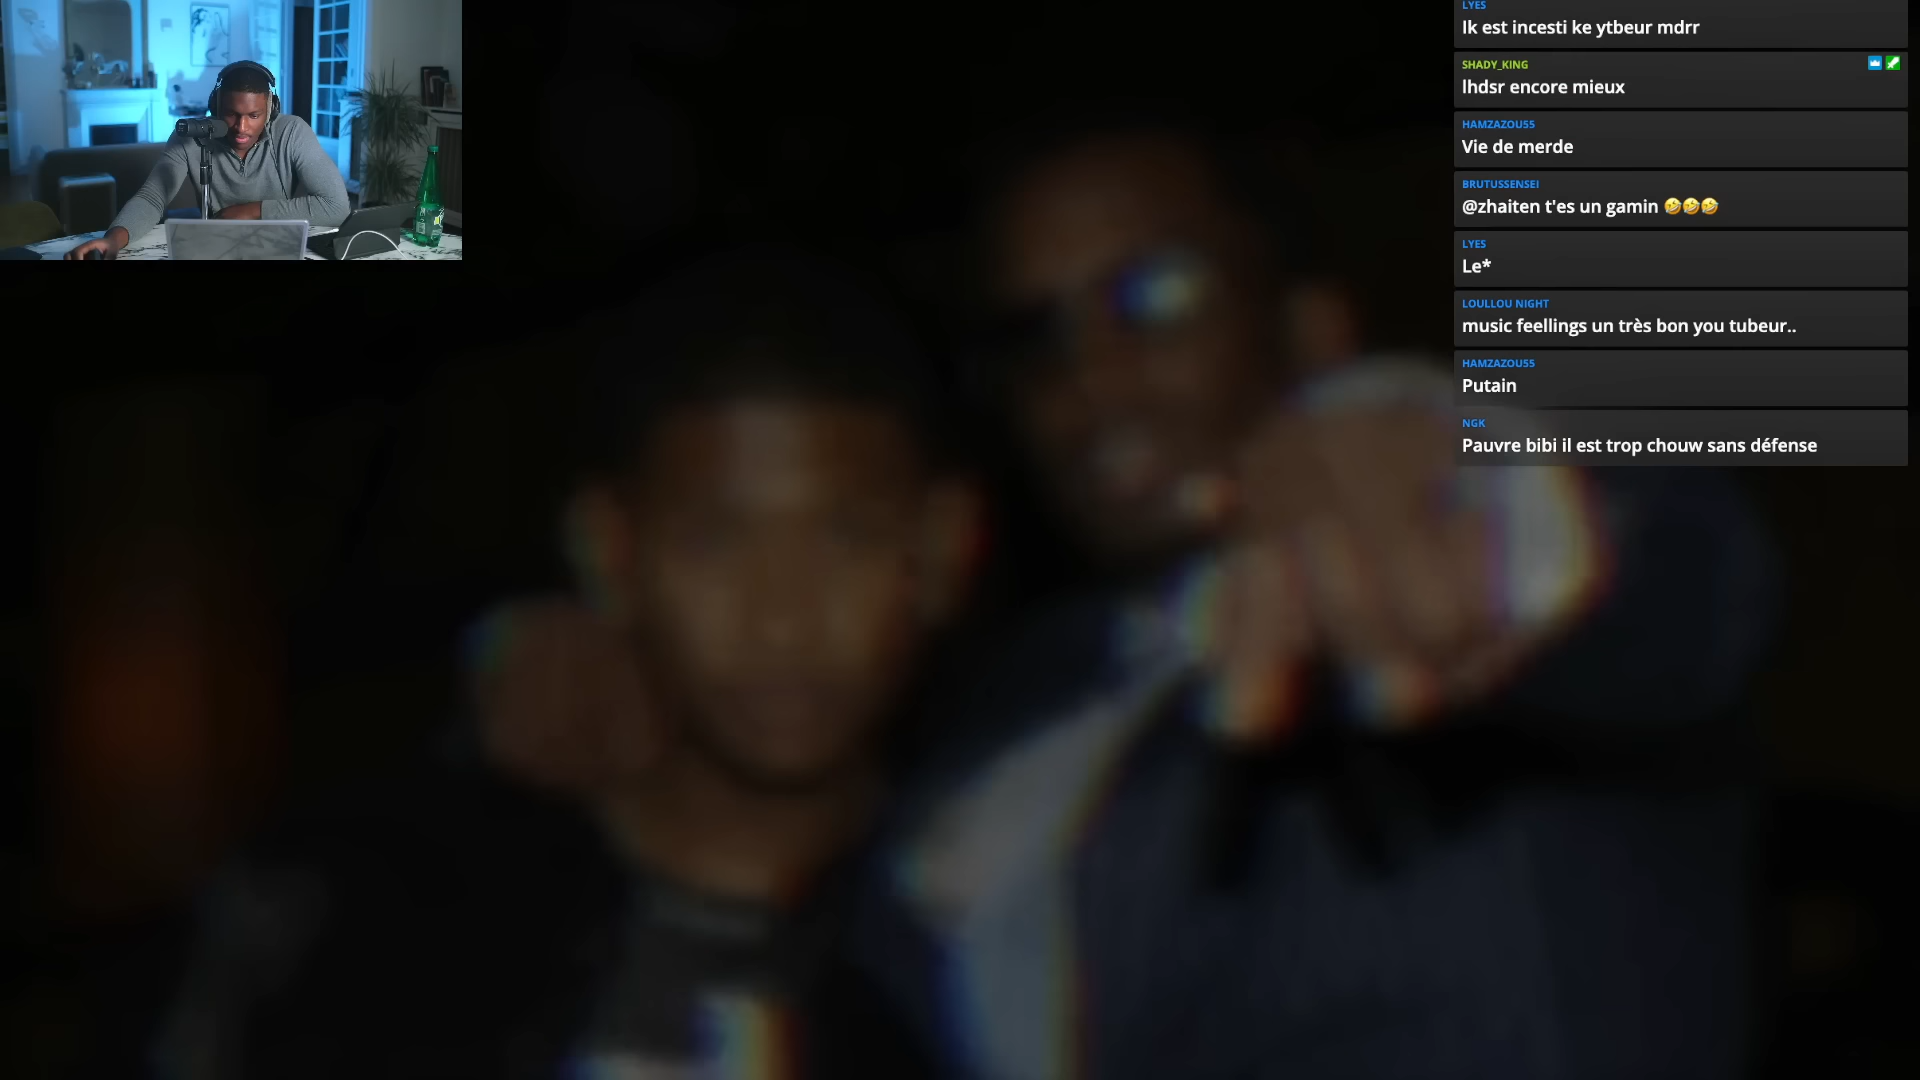 LYES
Ik est incesti ke ytbeur mdrr
SHADY_KING
lhdsr encore mieux
HAMZAZOU55
Vie de merde
BRUTUSSENSEI
@zhaiten t'es un gamin 🤣🤣🤣
LYES
Le*
LOULLOU NIGHT
music feellings un très bon you tubeur..
HAMZAZOU55
Putain
NGK
Pauvre bibi il est trop chouw sans défense